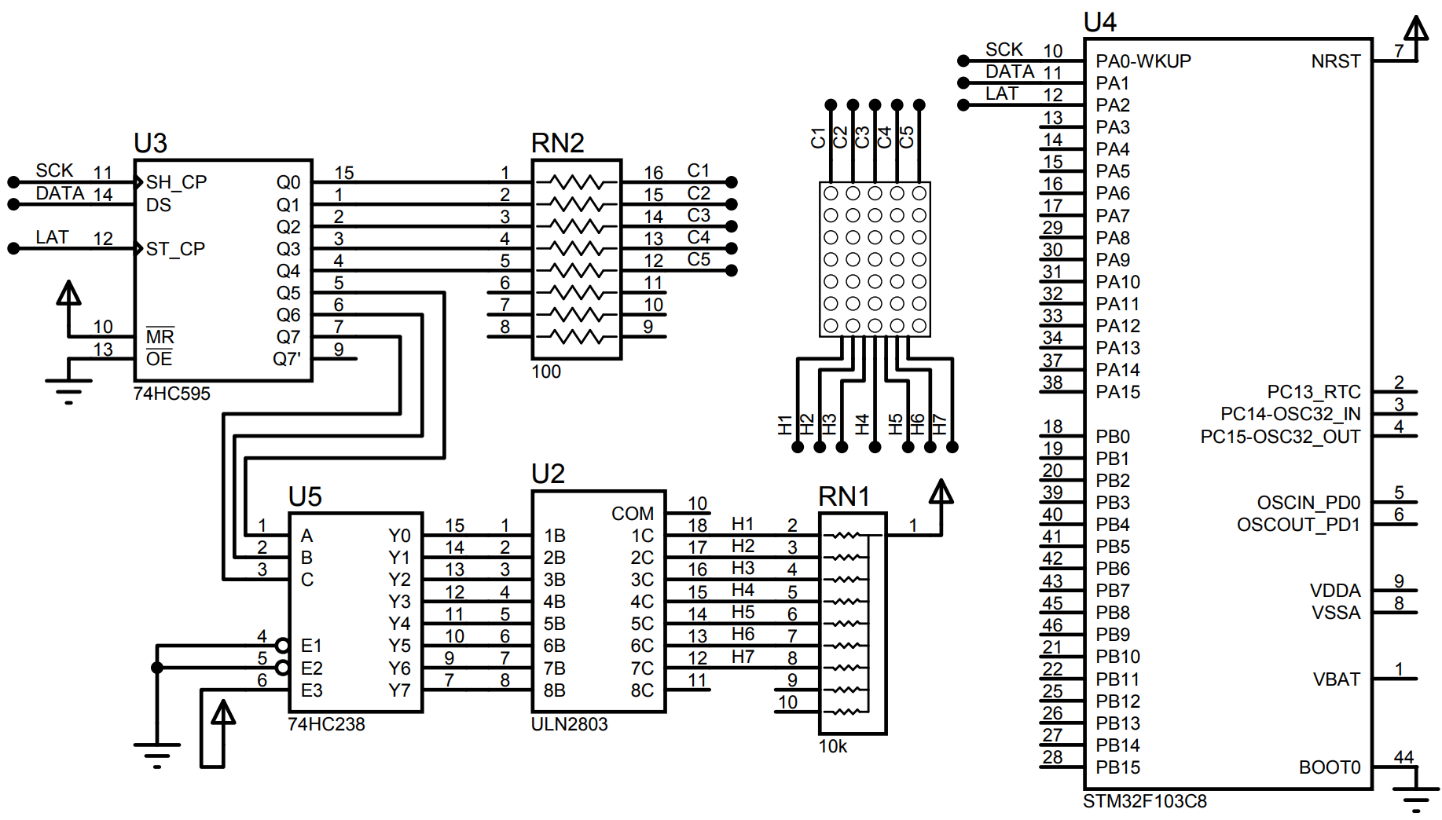 U3
SCK 11 SH_CP Q0 15
DATA 14 DS Q1 1
Q2 2
LAT 12 ST_CP Q3 3
Q4 4
Q5 5
Q6 6
10 MR Q7 7
13 OE Q7' 9
74HC595
RN2
1 16 C1
2 15 C2
3 14 C3
4 13 C4
5 12 C5
6 11
7 10
8 9
100
C1 C2 C3 C4 C5
H1 H2 H3 H4 H5 H6 H7
U5
1 A Y0 15
2 B Y1 14
3 C Y2 13
Y3 12
Y4 11
4 E1 Y5 10
5 E2 Y6 9
6 E3 Y7 7
74HC238
U2
COM 10
1 1B 1C 18 H1
2 2B 2C 17 H2
3 3B 3C 16 H3
4 4B 4C 15 H4
5 5B 5C 14 H5
6 6B 6C 13 H6
7 7B 7C 12 H7
8 8B 8C 11
ULN2803
RN1
2 1
3
4
5
6
7
8
9
10
10k
U4
SCK 10 PA0-WKUP NRST 7
DATA 11 PA1
LAT 12 PA2
13 PA3
14 PA4
15 PA5
16 PA6
17 PA7
29 PA8
30 PA9
31 PA10
32 PA11
33 PA12
34 PA13
37 PA14
38 PA15 PC13_RTC 2
PC14-OSC32_IN 3
18 PB0 PC15-OSC32_OUT 4
19 PB1
20 PB2
39 PB3 OSCIN_PD0 5
40 PB4 OSCOUT_PD1 6
41 PB5
42 PB6
43 PB7 VDDA 9
45 PB8 VSSA 8
46 PB9
21 PB10
22 PB11 VBAT 1
25 PB12
26 PB13
27 PB14
28 PB15 BOOT0 44
STM32F103C8